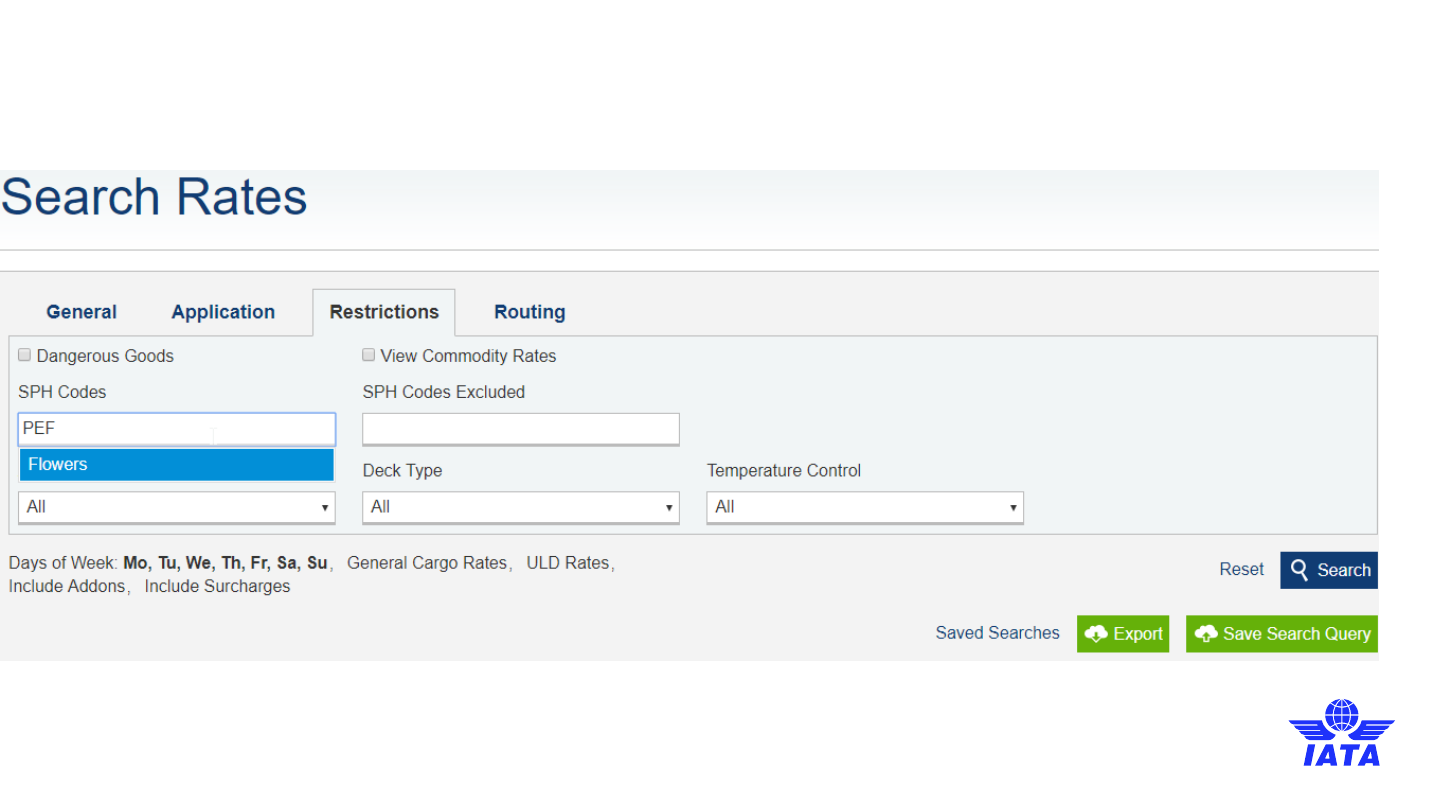 Search Rates
General Application Restrictions Routing
Dangerous Goods View Commodity Rates
SPH Codes SPH Codes Excluded
PEF
Flowers Deck Type Temperature Control
All All All
Days of Week: Mo, Tu, We, Th, Fr, Sa, Su, General Cargo Rates, ULD Rates,
Include Addons, Include Surcharges
Reset Search
Saved Searches Export Save Search Query
IATA